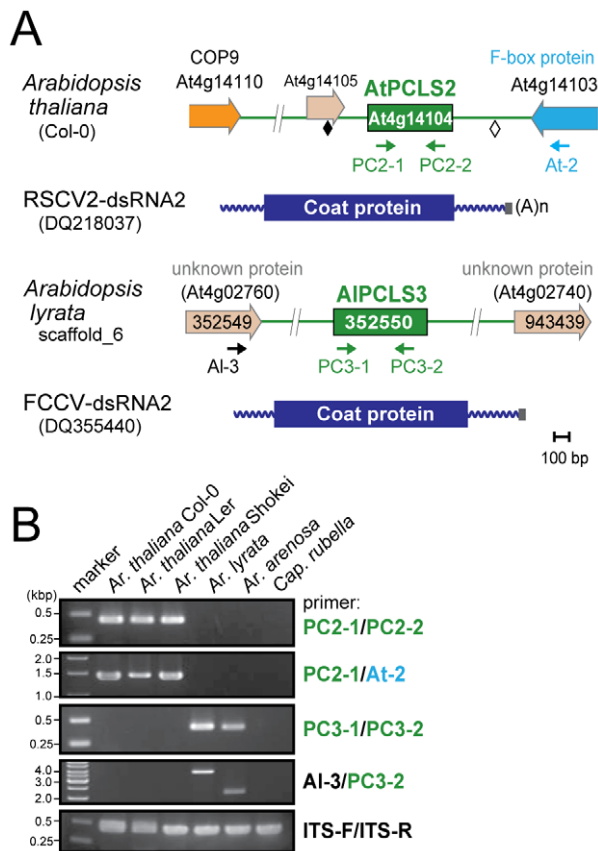 A
COP9
At4g14110
At4g14105
AtPCLS2
F-box protein
At4g14103
Arabidopsis
thaliana
(Col-0)
At4g14104
PC2-1
PC2-2
At-2
RSCV2-dsRNA2
(DQ218037)
Coat protein
(A)n
Arabidopsis
lyrata
scaffold_6
unknown protein
(At4g02760)
AlPCLS3
unknown protein
(At4g02740)
352549
352550
943439
Al-3
PC3-1
PC3-2
FCCV-dsRNA2
(DQ355440)
Coat protein
100 bp
B
marker
Ar. thaliana Col-0
Ar. thaliana Ler
Ar. thaliana Shokei
Ar. lyrata
Ar. arenosa
Cap. rubella
(kbp)
primer:
0.5
0.25
PC2-1/PC2-2
2.0
1.5
1.0
PC2-1/At-2
0.5
0.25
PC3-1/PC3-2
4.0
3.0
2.0
Al-3/PC3-2
0.5
0.25
ITS-F/ITS-R